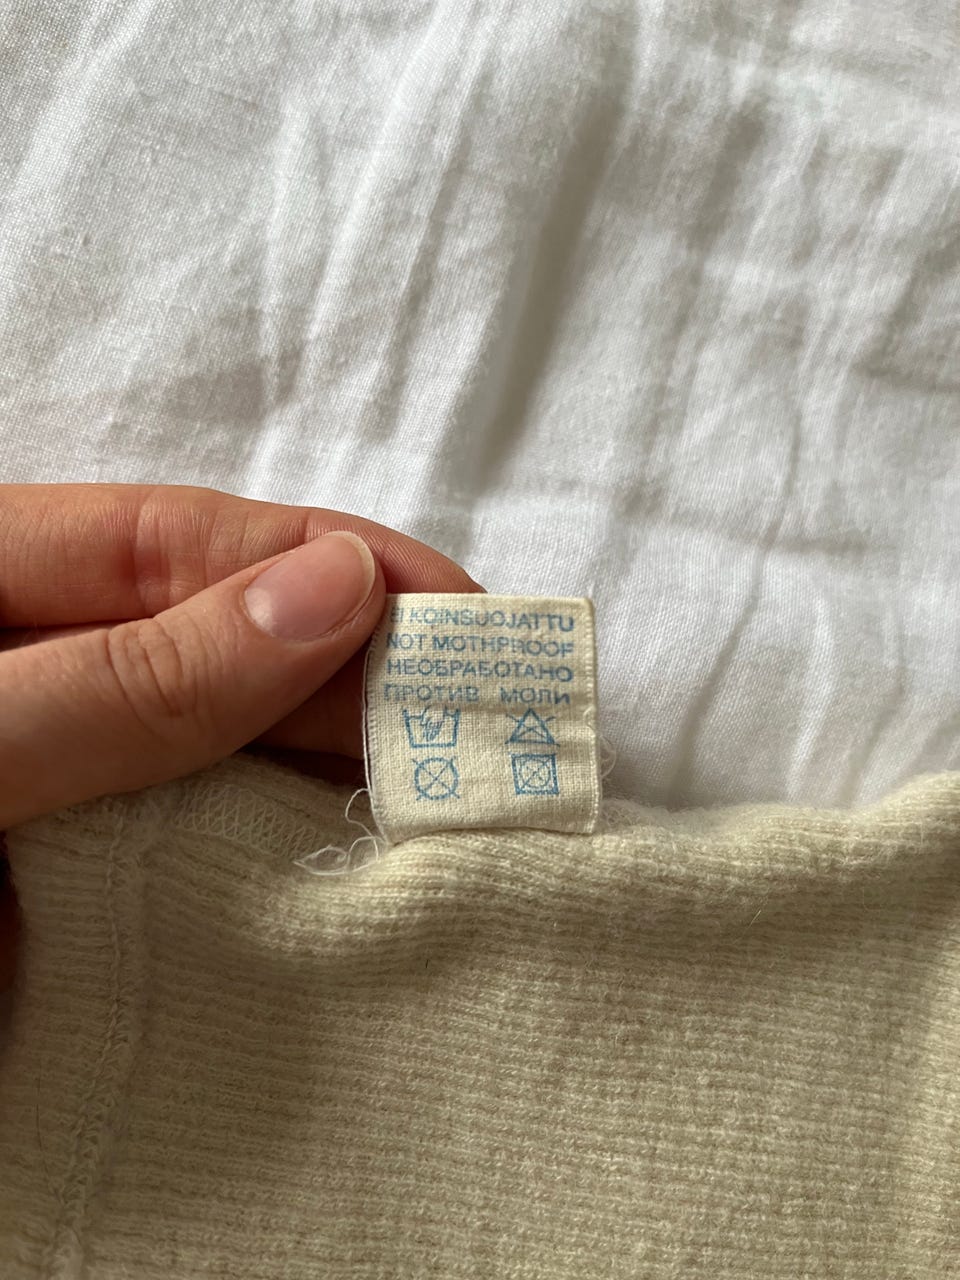 EI KOINSUOJATTU
NOT MOTHPROOF
НЕОБРАБОТАНО
ПРОТИВ МОЛИ